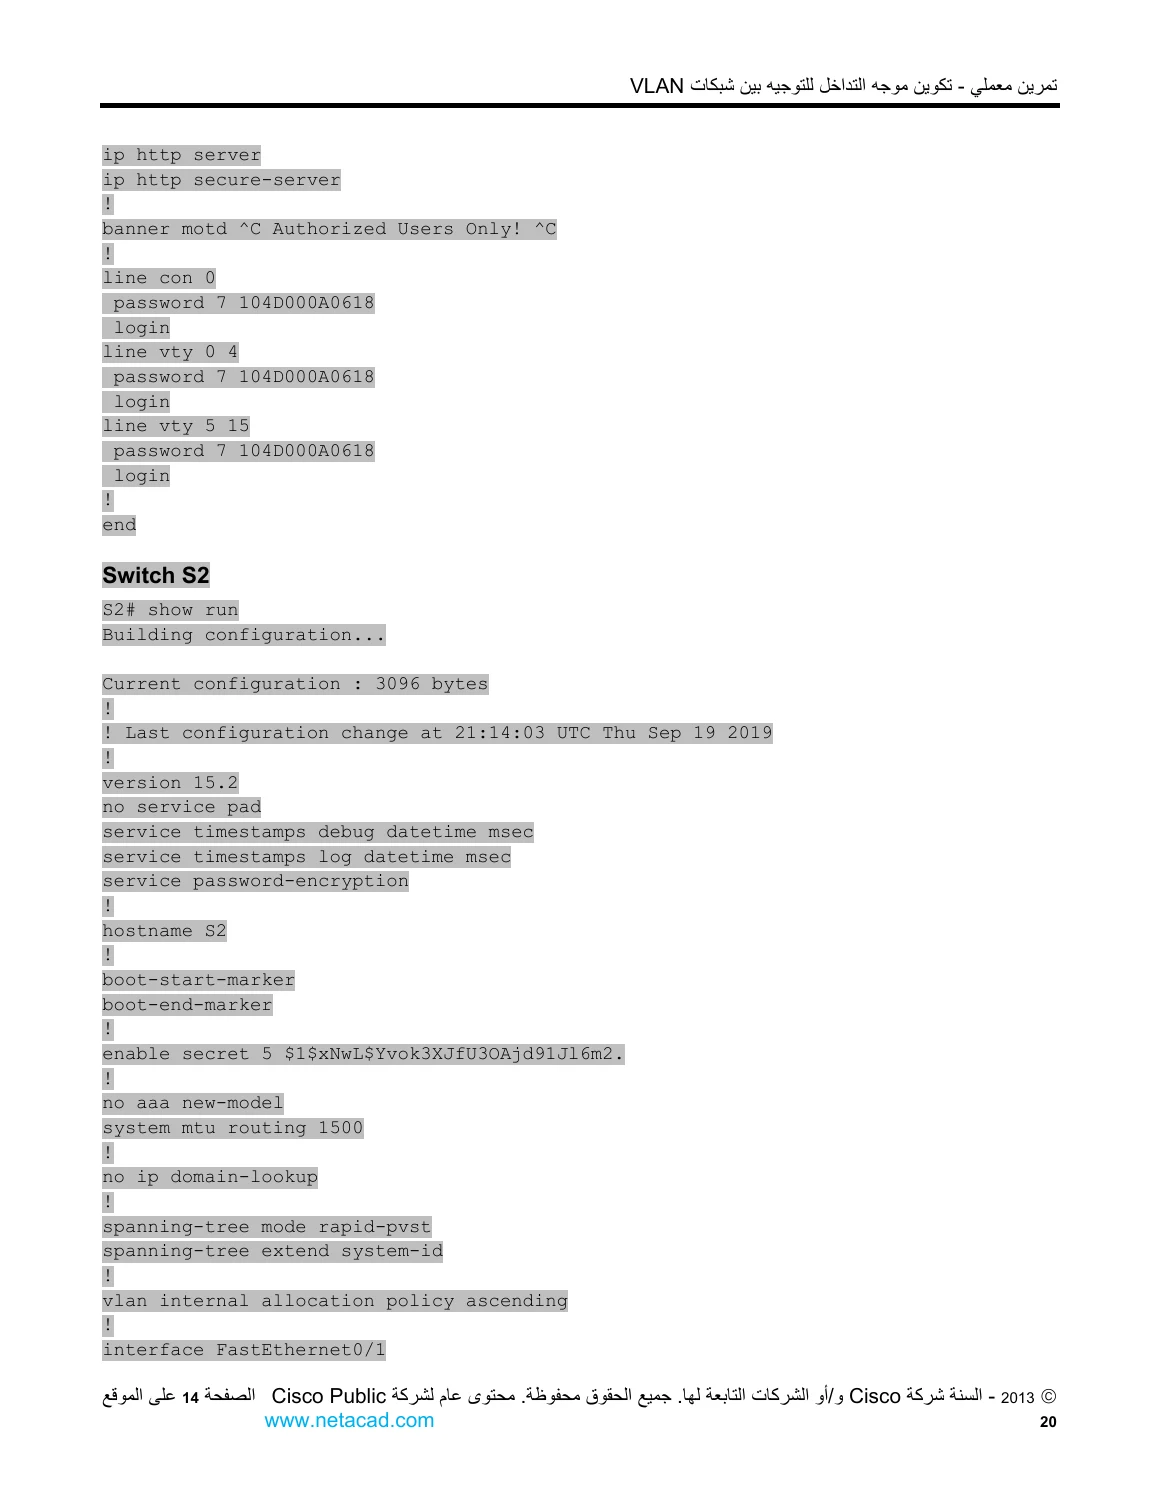 تمرين معملي - تكوين موجه التداخل للتوجيه بين شبكات VLAN
ip http server
ip http secure-server
!
banner motd ^C Authorized Users Only! ^C
!
line con 0
password 7 104D000A0618
login
line vty 0 4
password 7 104D000A0618
login
line vty 5 15
password 7 104D000A0618
login
!
end
Switch S2
S2# show run
Building configuration...
Current configuration : 3096 bytes
!
! Last configuration change at 21:14:03 UTC Thu Sep 19 2019
!
version 15.2
no service pad
service timestamps debug datetime msec
service timestamps log datetime msec
service password-encryption
!
hostname S2
!
boot-start-marker
boot-end-marker
!
enable secret 5 $1$xNwL$Yvok3XJfU3OAjd91Jl6m2.
!
no aaa new-model
system mtu routing 1500
!
no ip domain-lookup
!
spanning-tree mode rapid-pvst
spanning-tree extend system-id
!
vlan internal allocation policy ascending
!
interface FastEthernet0/1
© 2013 - السنة شركة Cisco و/أو الشركات التابعة لها. جميع الحقوق محفوظة. محتوى عام لشركة Cisco Public الصفحة 14 على الموقع
20 www.netacad.com